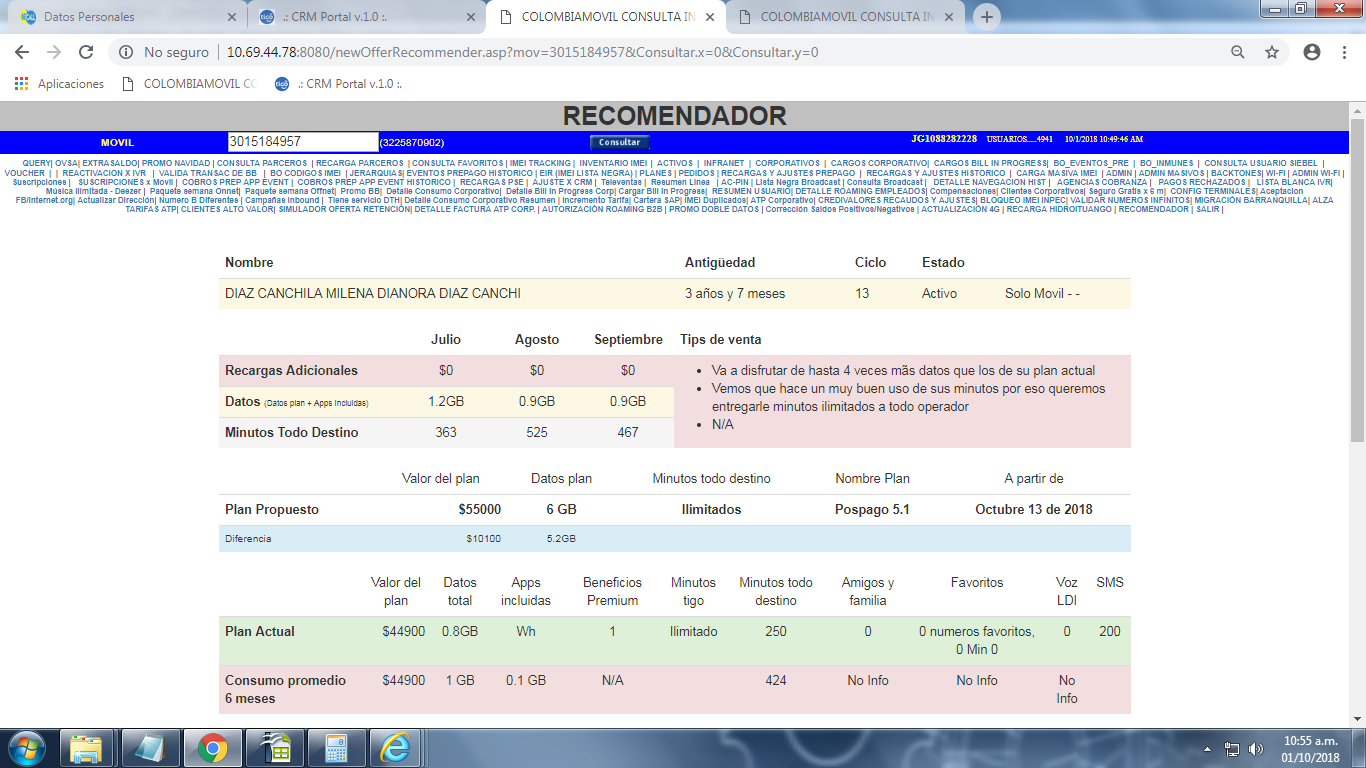 Datos Personales
.: CRM Portal v.1.0 :.
COLOMBIAMOVIL CONSULTA IN
COLOMBIAMOVIL CONSULTA IN
No seguro | 10.69.44.78:8080/newOfferRecommender.asp?mov=3015184957&Consultar.x=0&Consultar.y=0
Aplicaciones COLOMBIAMOVIL CO .: CRM Portal v.1.0 :.
RECOMENDADOR
MOVIL 3015184957 (3225870902) Consultar JG1088282228 USUARIOS.....4941 10/1/2018 10:49:46 AM
QUERY| OVSA| EXTRASALDO| PROMO NAVIDAD | CONSULTA PARCEROS | RECARGA PARCEROS | CONSULTA FAVORITOS | IMEI TRACKING | INVENTARIO IMEI | ACTIVOS | INFRANET | CORPORATIVOS | CARGOS CORPORATIVO| CARGOS BILL IN PROGRESS| BO_EVENTOS_PRE | BO_INMUNES | CONSULTA USUARIO SIEBEL |
VOUCHER | | REACTIVACION X IVR | VALIDA TRANSAC DE BB | BO CODIGOS IMEI | JERARQUIAS| EVENTOS PREPAGO HISTORICO | EIR (IMEI LISTA NEGRA) | PLANES | PEDIDOS | RECARGAS Y AJUSTES PREPAGO | RECARGAS Y AJUSTES HISTORICO | CARGA MASIVA IMEI | ADMIN | ADMIN MASIVOS | BACKTONES| WI-FI | ADMIN WI-FI |
Suscripciones | SUSCRIPCIONES x Movil | COBROS PREP APP EVENT | COBROS PREP APP EVENT HISTORICO | RECARGAS PSE | AJUSTE X CRM | Televentas | Resumen Linea | AC-PIN | Lista Negra Broadcast | Consulta Broadcast | DETALLE NAVEGACION HIST | AGENCIAS COBRANZA | PAGOS RECHAZADOS | LISTA BLANCA IVR|
Musica Ilimitada - Deezer | Paquete semana Onnet| Paquete semana Offnet| Promo BB| Detalle Consumo Corporativo| Detalle Bill In Progress Corp| Cargar Bill In Progress| RESUMEN USUARIO| DETALLE ROAMING EMPLEADOS| Compensaciones| Clientes Corporativos| Seguro Gratis x 6 m| CONFIG TERMINALES| Aceptacion
FB/Internet.org| Actualizar Dirección| Numero B Diferentes | Campañas Inbound | Tiene servicio DTH| Detalle Consumo Corporativo Resumen | Incremento Tarifa| Cartera SAP| IMEI Duplicados| ATP Corporativo| CREDIVALORES RECAUDOS Y AJUSTES| BLOQUEO IMEI INPEC| VALIDAR NUMEROS INFINITOS| MIGRACIÓN BARRANQUILLA| ALZA
TARIFAS ATP| CLIENTES ALTO VALOR| SIMULADOR OFERTA RETENCIÓN| DETALLE FACTURA ATP CORP. | AUTORIZACIÓN ROAMING B2B | PROMO DOBLE DATOS | Corrección Saldos Positivos/Negativos | ACTUALIZACIÓN 4G | RECARGA HIDROITUANGO | RECOMENDADOR | SALIR |
Nombre Antigüedad Ciclo Estado
DIAZ CANCHILA MILENA DIANORA DIAZ CANCHI 3 años y 7 meses 13 Activo Solo Movil - -
Julio Agosto Septiembre Tips de venta
Recargas Adicionales $0 $0 $0
Datos (Datos plan + Apps Incluidas) 1.2GB 0.9GB 0.9GB
Minutos Todo Destino 363 525 467
• Va a disfrutar de hasta 4 veces mãs datos que los de su plan actual
• Vemos que hace un muy buen uso de sus minutos por eso queremos
entregarle minutos ilimitados a todo operador
• N/A
Valor del plan Datos plan Minutos todo destino Nombre Plan A partir de
Plan Propuesto $55000 6 GB Ilimitados Pospago 5.1 Octubre 13 de 2018
Diferencia $10100 5.2GB
Valor del plan Datos total Apps incluidas Beneficios Premium Minutos tigo Minutos todo destino Amigos y familia Favoritos Voz LDI SMS
Plan Actual $44900 0.8GB Wh 1 Ilimitado 250 0 0 numeros favoritos, 0 Min 0 0 200
Consumo promedio 6 meses $44900 1 GB 0.1 GB N/A 424 No Info No Info No Info
10:55 a.m.
01/10/2018